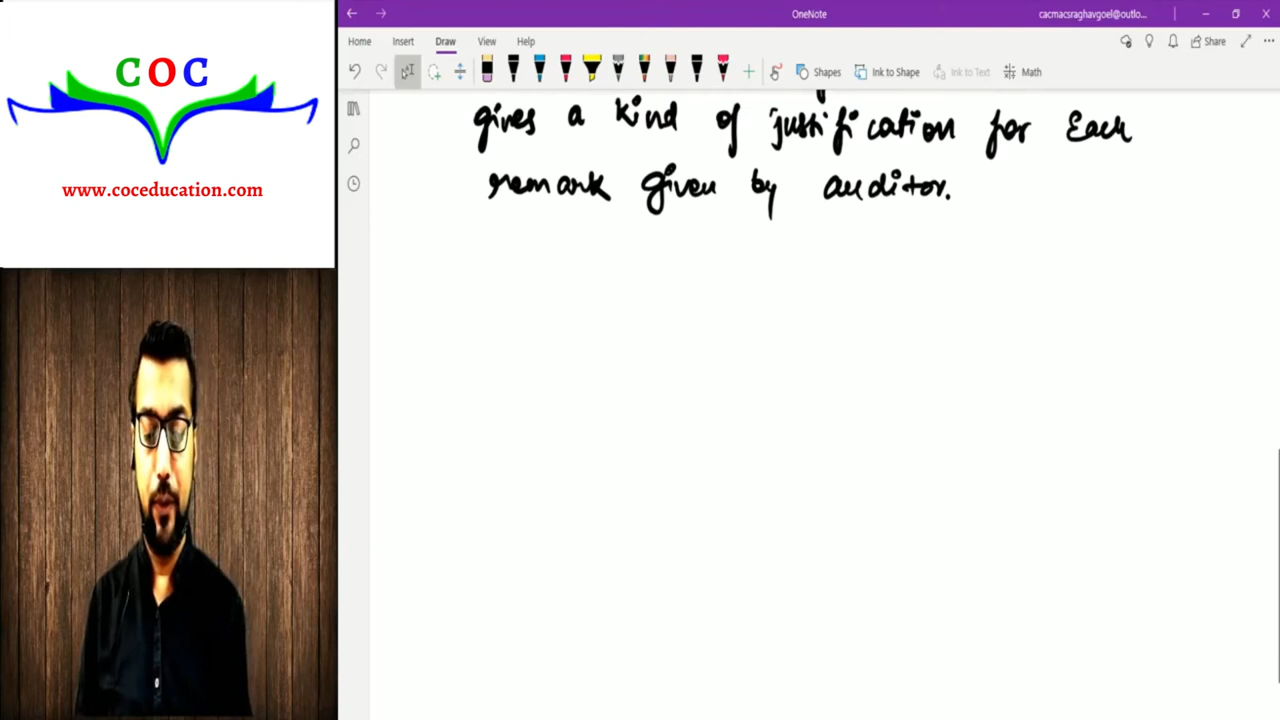 COC
www.coceducation.com
OneNote
cacmacsraghavgoel@outlo...
Home Insert Draw View Help
Share
Shapes Ink to Shape Ink to Text Math
gives a kind of justification for Each
remark given by auditor.